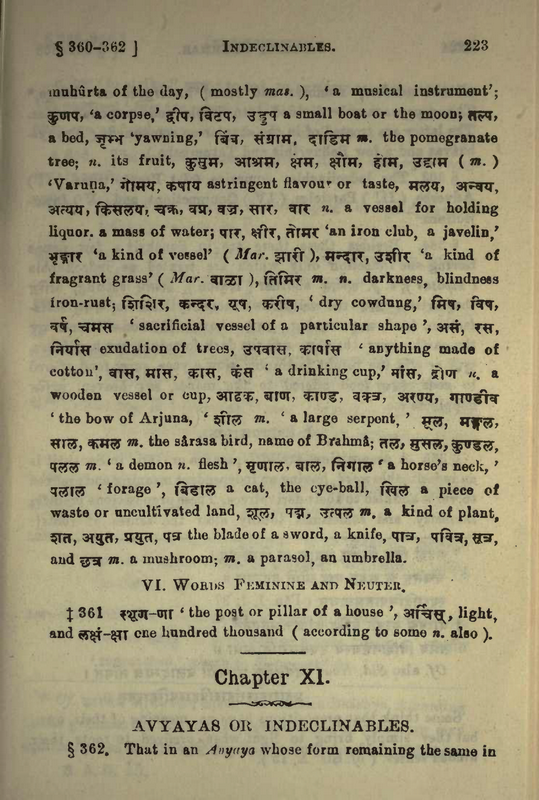 § 360-362 ] INDECLINABLES. 223
muhûrta of the day, ( mostly mas. ), ‘a musical instrument’;
कुणप, ‘a corpse,’ द्वीप, विटप, उडुप a small boat or the moon; तल्प,
a bed, जृम्भ ‘yawning,’ बिंब, संग्राम, दाडिम m. the pomegranate
tree; n. its fruit, कुसुम, आश्रम, क्षम, क्षौम, होम, उद्दाम ( m. )
‘Varuṇa,’ गोमय, कषाय astringent flavour or taste, मलय, अन्वय,
अत्यय, किसलय, चक्र, वप्र, वज्र, सार, वार n. a vessel for holding
liquor. a mass of water; पार, क्षीर, तोमर ‘an iron club, a javelin,’
भृङ्गार ‘a kind of vessel’ ( Mar. झारी ), मन्दार, उशीर ‘a kind of
fragrant grass’ ( Mar. वाळा ), तिमिर m. n. darkness, blindness
iron-rust; शिशिर, कन्दर, यूष, करीष, ‘ dry cowdung,’ मिष, विष,
वर्ष, चमस ‘ sacrificial vessel of a particular shape ’, असं, रस,
निर्यास exudation of trees, उपवास, कार्पास ‘ anything made of
cotton’, वास, मास, कास, कंस ‘ a drinking cup,’ मांस, द्रोण n. a
wooden vessel or cup, आढक, बाण, काण्ड, वक्त्र, अरण्य, गाण्डीव
‘ the bow of Arjuna, ‘ शील m. ‘ a large serpent, ’ मूल, मङ्गल,
साल, कमल m. the sârasa bird, name of Brahmâ; तल, मुसल, कुण्डल,
पलल m. ‘ a demon n. flesh ’, मृणाल, बाल, निगाल ‘ a horse's neck, ’
पलाल ‘ forage ’, बिडाल a cat, the eye-ball, खिल a piece of
waste or uncultivated land, शूल, पद्म, उत्पल m. a kind of plant,
शत, अयुत, प्रयुत, पत्र the blade of a sword, a knife, पात्र, पवित्र, सूत्र,
and छत्र m. a mushroom; m. a parasol, an umbrella.
VI. WORDS FEMININE AND NEUTER.
‡ 361 स्थूण-णा ‘ the post or pillar of a house ’, अर्चिस्, light,
and लक्षं-क्षा one hundred thousand ( according to some n. also ).
Chapter XI.
AVYAYAS OR INDECLINABLES.
§ 362. That in an Avyaya whose form remaining the same in